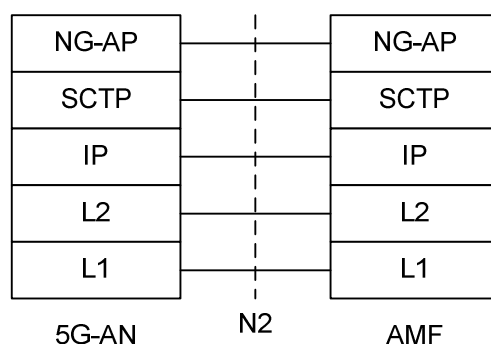 NG-AP NG-AP
SCTP SCTP
IP IP
L2 L2
L1 L1
5G-AN N2 AMF